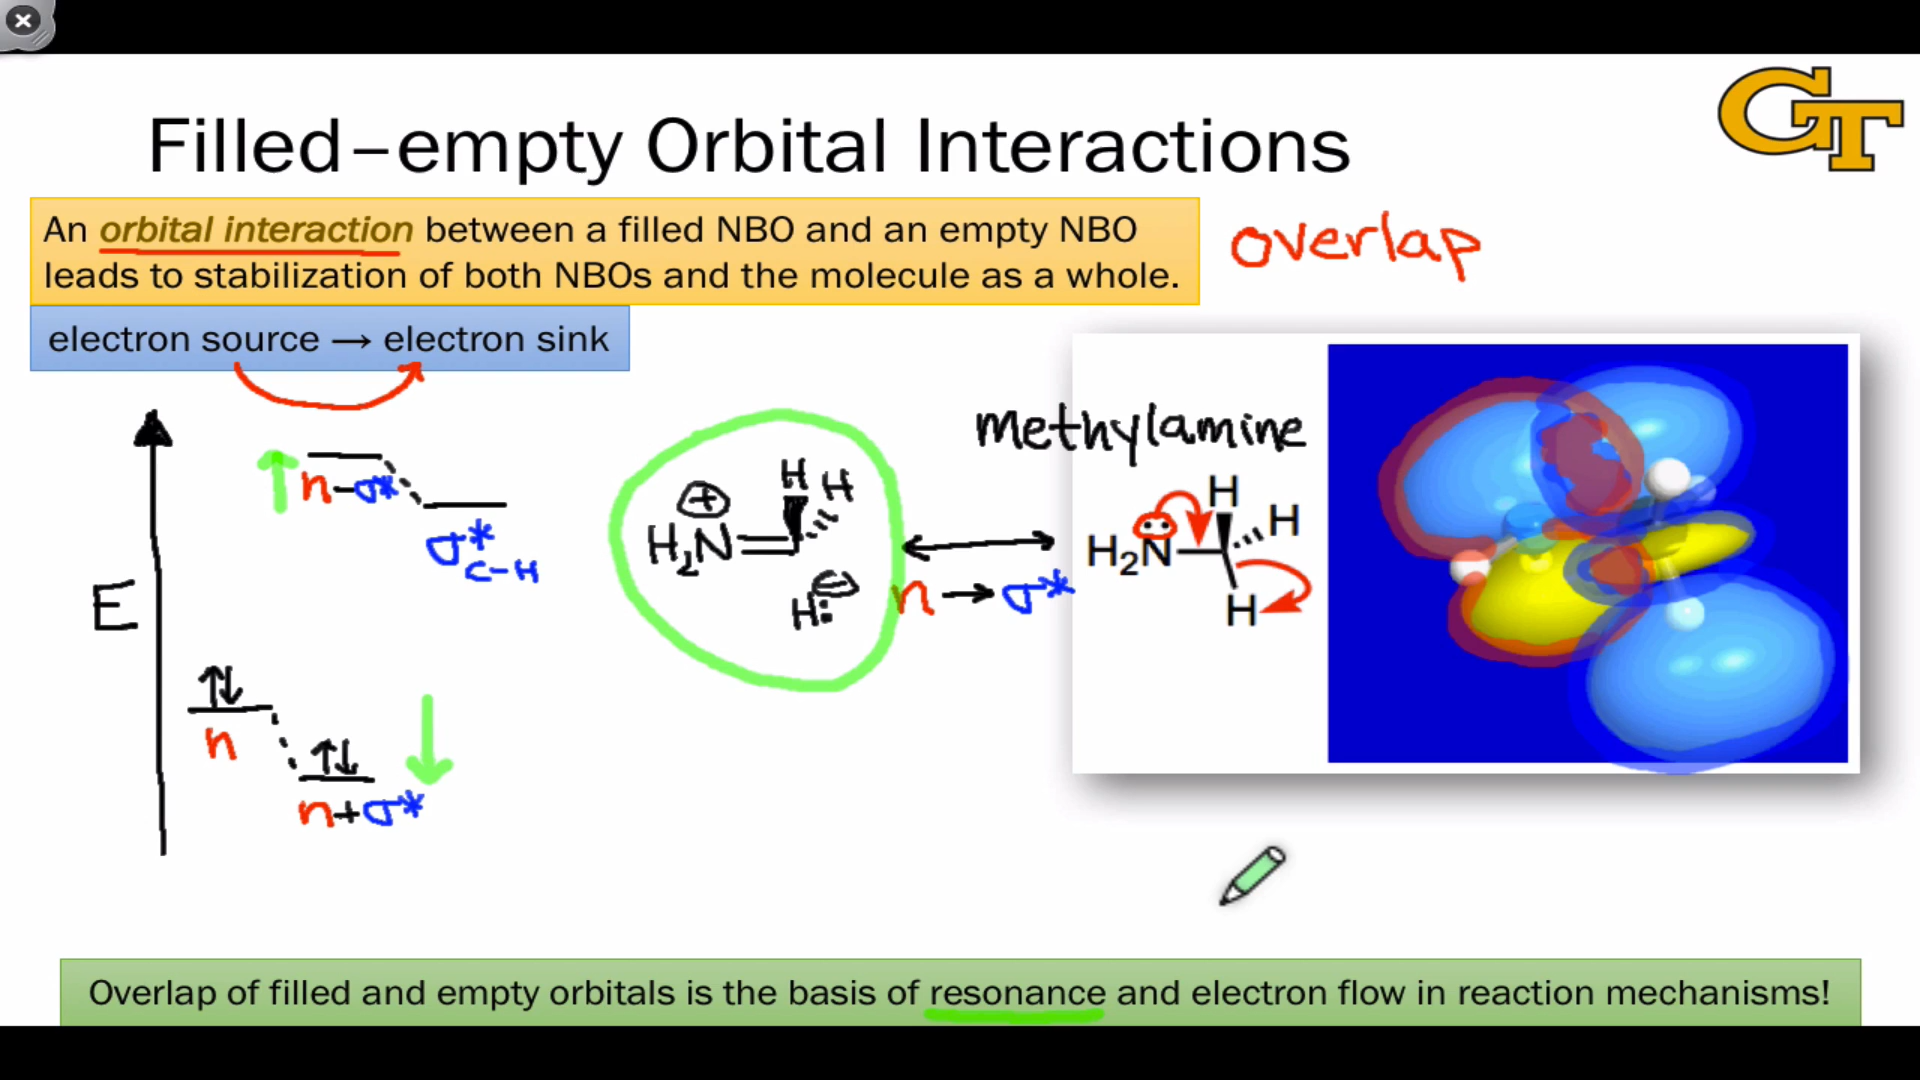 Filled–empty Orbital Interactions
GT
An orbital interaction between a filled NBO and an empty NBO
leads to stabilization of both NBOs and the molecule as a whole.
overlap
electron source → electron sink
E
n-σ*
σ*C-H
n
n+σ*
⊕
H H
H₂N
H:⊖
n → σ*
methylamine
H
H
H₂N
H
Overlap of filled and empty orbitals is the basis of resonance and electron flow in reaction mechanisms!